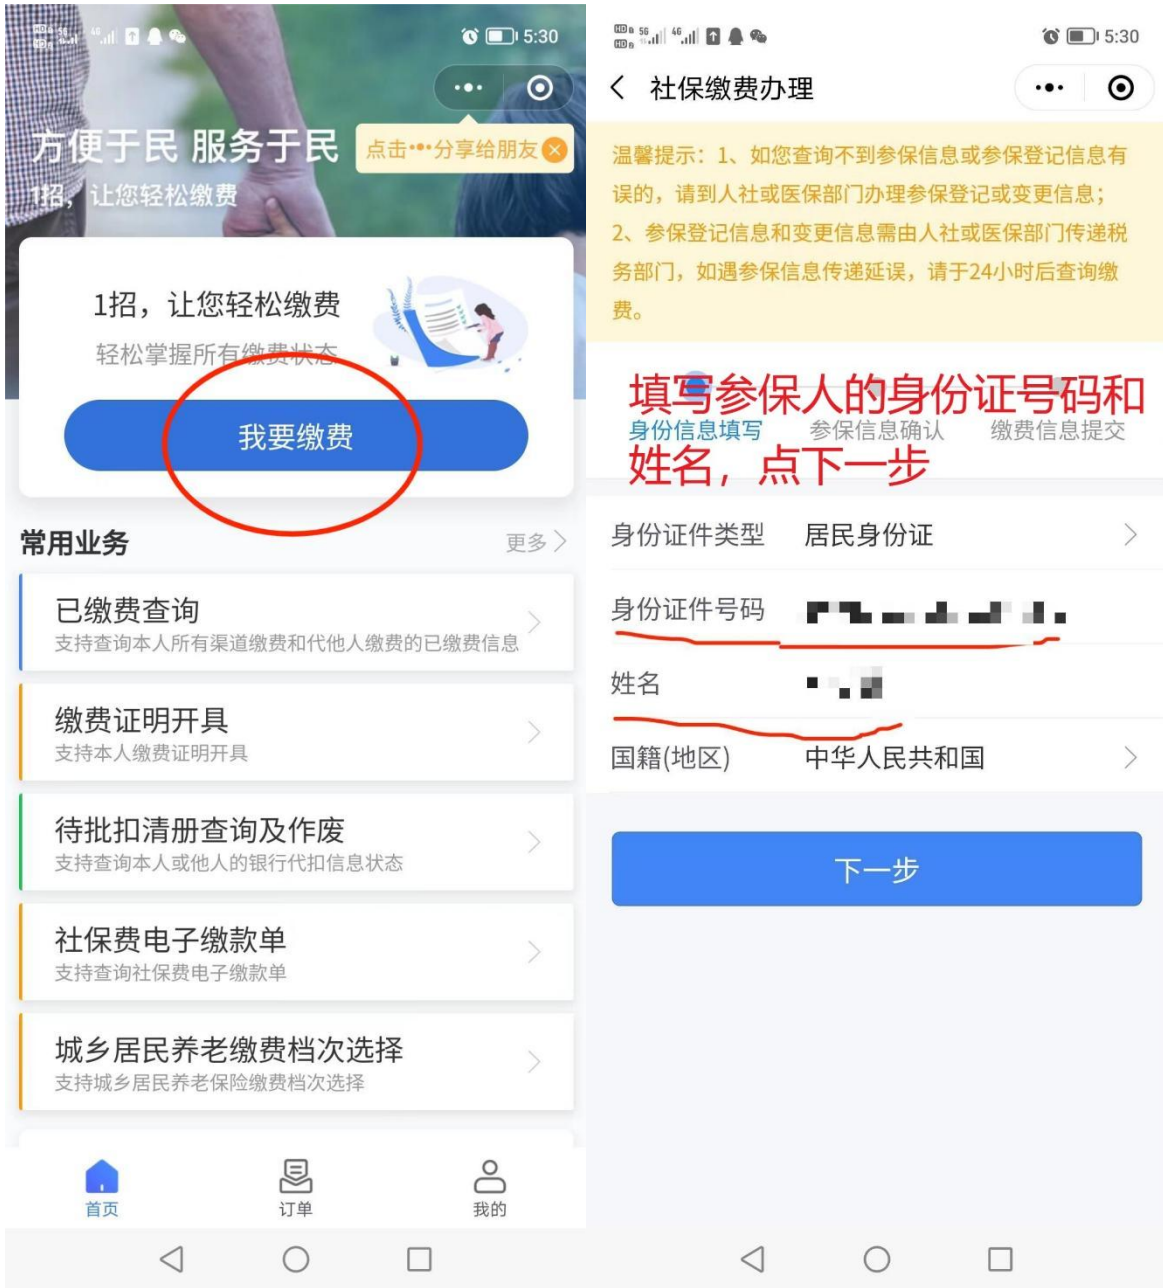 5:30
方便于民 服务于民
点击•••分享给朋友
1招，让您轻松缴费
1招，让您轻松缴费
轻松掌握所有缴费状态
我要缴费
常用业务
更多
已缴费查询
支持查询本人所有渠道缴费和代他人缴费的已缴费信息
缴费证明开具
支持本人缴费证明开具
待批扣清册查询及作废
支持查询本人或他人的银行代扣信息状态
社保费电子缴款单
支持查询社保费电子缴款单
城乡居民养老缴费档次选择
支持城乡居民养老保险缴费档次选择
首页
订单
我的
5G 4G 5:30
社保缴费办理
温馨提示：1、如您查询不到参保信息或参保登记信息有
误的，请到人社或医保部门办理参保登记或变更信息；
2、参保登记信息和变更信息需由人社或医保部门传递税
务部门，如遇参保信息传递延误，请于24小时后查询缴
费。
填写参保人的身份证号码和
姓名，点下一步
身份信息填写
参保信息确认
缴费信息提交
身份证件类型 居民身份证
身份证件号码
姓名
国籍(地区) 中华人民共和国
下一步